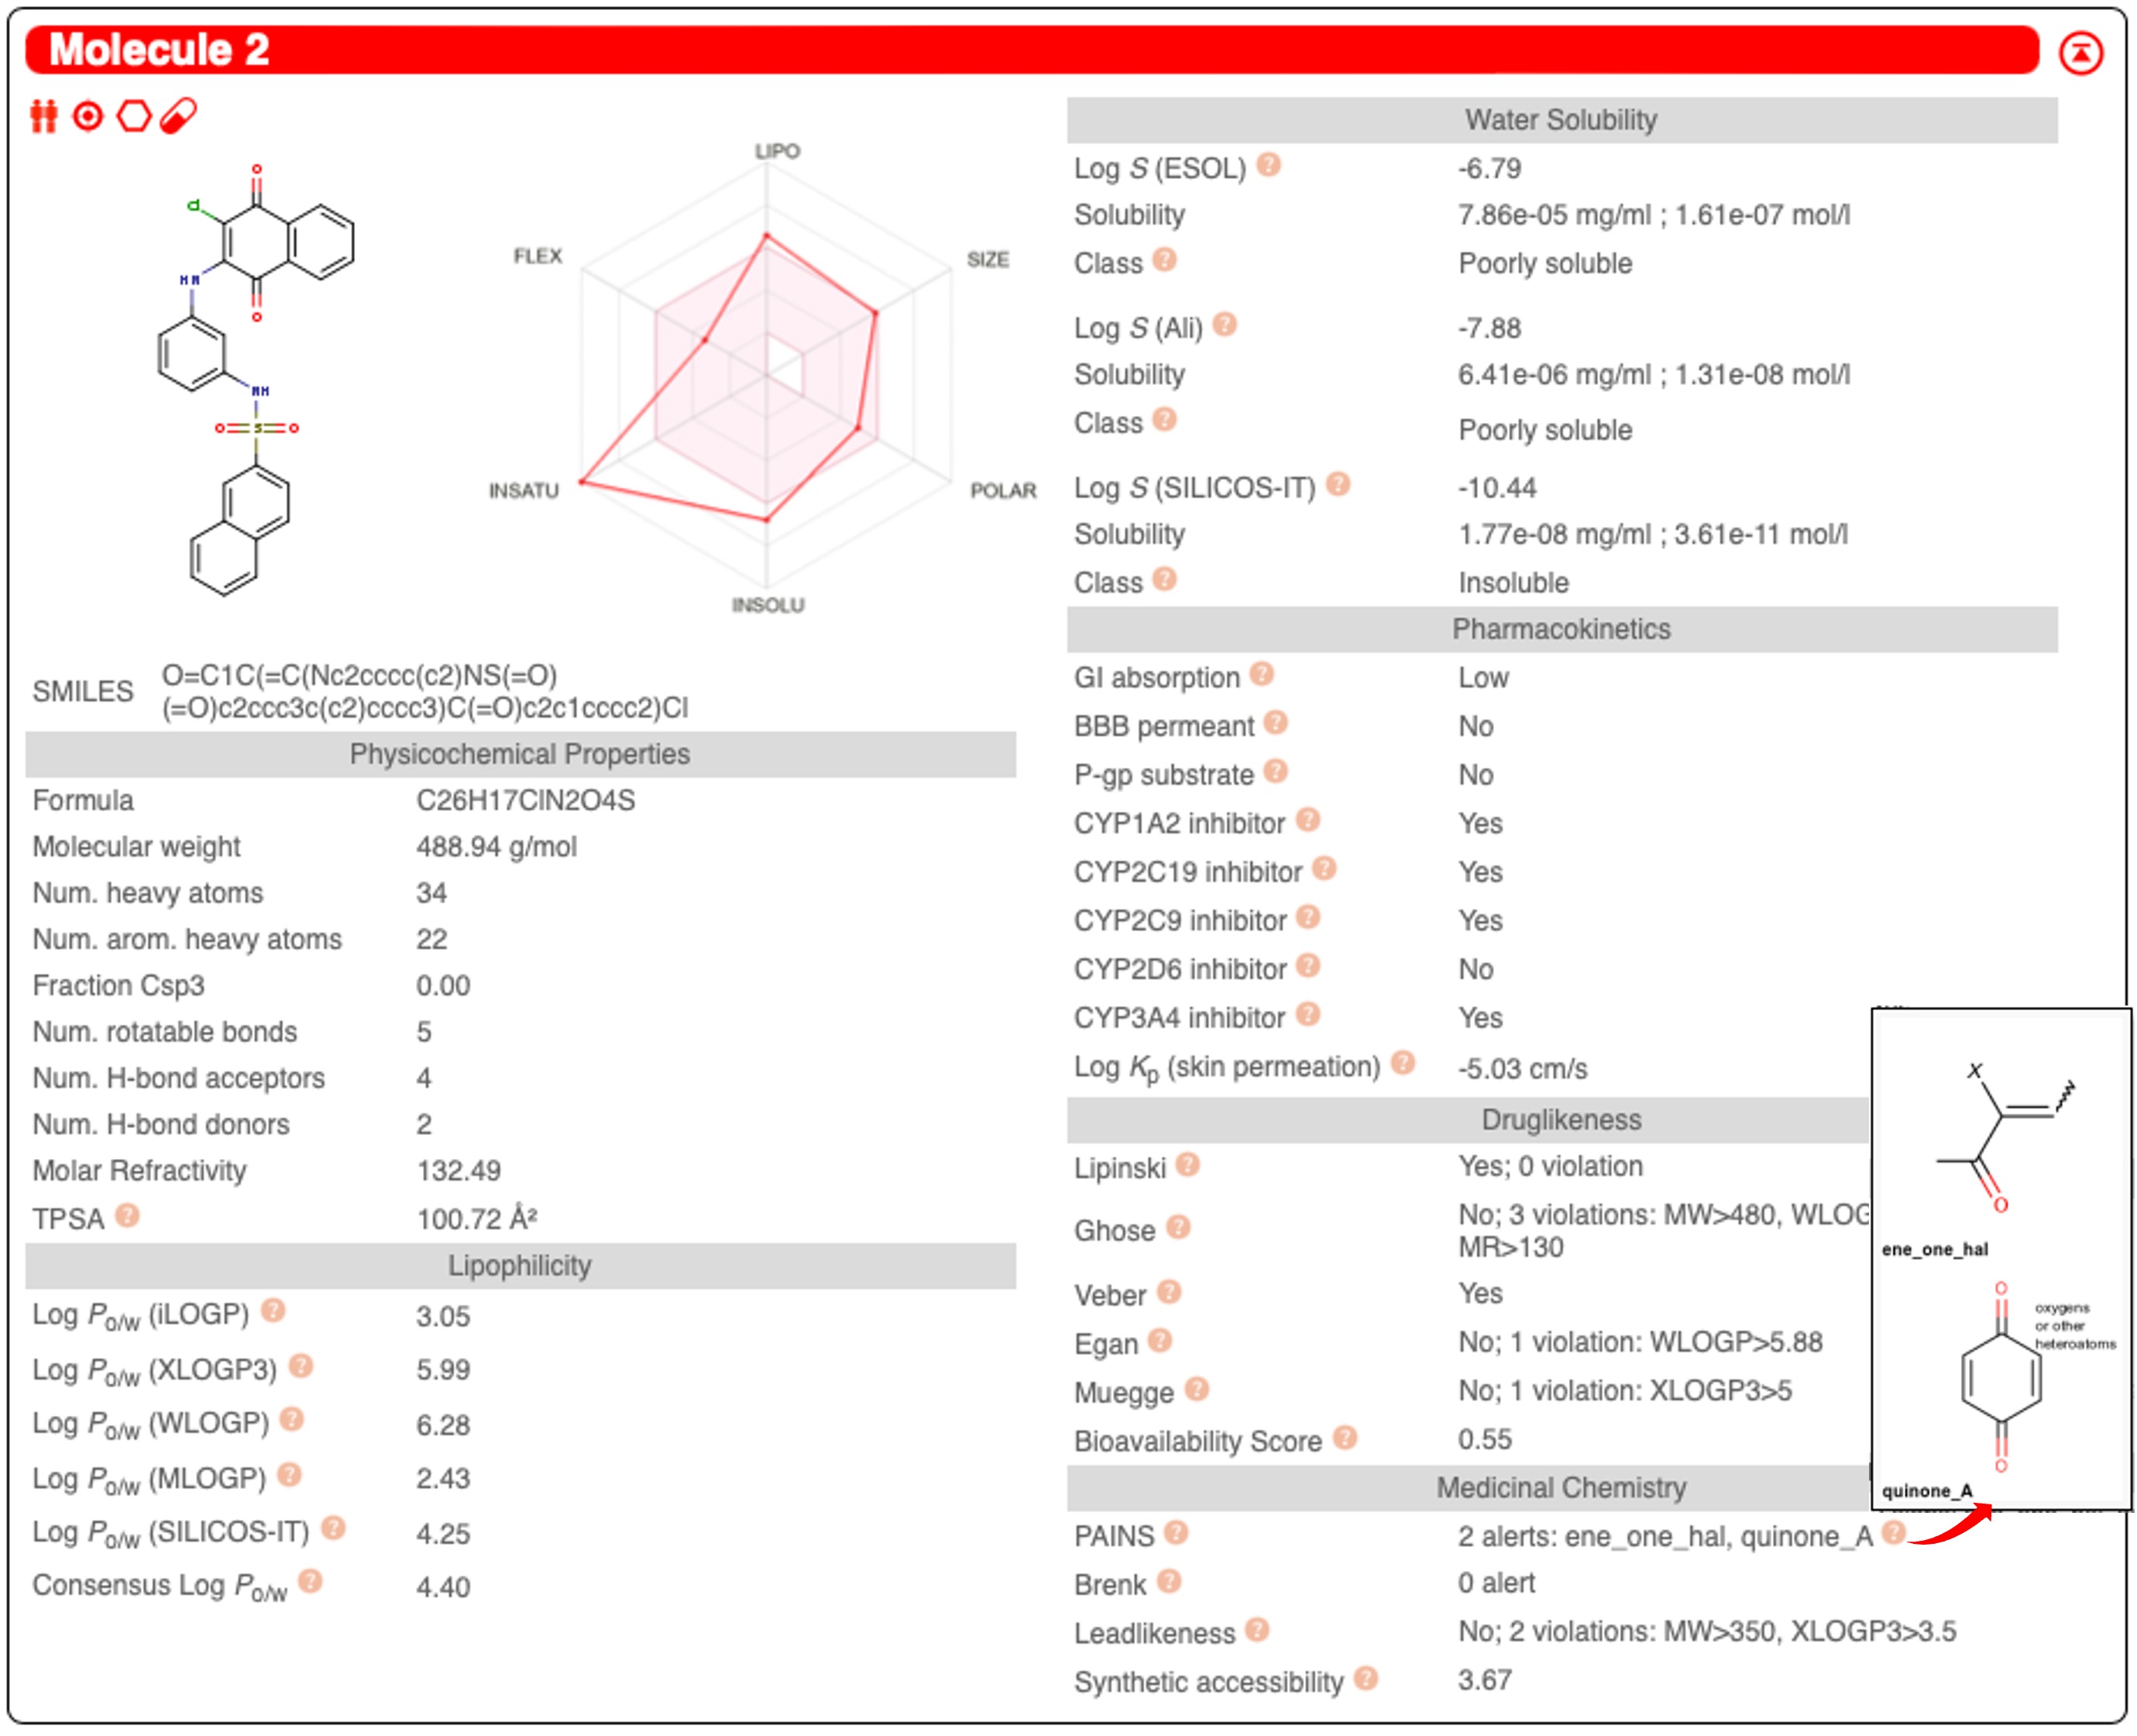 Molecule 2
O
Cl
HN
O
NH
O S O
LIPO
FLEX
SIZE
INSATU
POLAR
INSOLU
SMILES O=C1C(=C(Nc2cccc(c2)NS(=O)
(=O)c2ccc3c(c2)cccc3)C(=O)c2c1cccc2)Cl
Physicochemical Properties
Formula C26H17ClN2O4S
Molecular weight 488.94 g/mol
Num. heavy atoms 34
Num. arom. heavy atoms 22
Fraction Csp3 0.00
Num. rotatable bonds 5
Num. H-bond acceptors 4
Num. H-bond donors 2
Molar Refractivity 132.49
TPSA ? 100.72 Å²
Lipophilicity
Log Po/w (iLOGP) ? 3.05
Log Po/w (XLOGP3) ? 5.99
Log Po/w (WLOGP) ? 6.28
Log Po/w (MLOGP) ? 2.43
Log Po/w (SILICOS-IT) ? 4.25
Consensus Log Po/w ? 4.40
Water Solubility
Log S (ESOL) ? -6.79
Solubility 7.86e-05 mg/ml ; 1.61e-07 mol/l
Class ? Poorly soluble
Log S (Ali) ? -7.88
Solubility 6.41e-06 mg/ml ; 1.31e-08 mol/l
Class ? Poorly soluble
Log S (SILICOS-IT) ? -10.44
Solubility 1.77e-08 mg/ml ; 3.61e-11 mol/l
Class ? Insoluble
Pharmacokinetics
GI absorption ? Low
BBB permeant ? No
P-gp substrate ? No
CYP1A2 inhibitor ? Yes
CYP2C19 inhibitor ? Yes
CYP2C9 inhibitor ? Yes
CYP2D6 inhibitor ? No
CYP3A4 inhibitor ? Yes
Log Kp (skin permeation) ? -5.03 cm/s
Druglikeness
Lipinski ? Yes; 0 violation
Ghose ? No; 3 violations: MW>480, WLOG
MR>130
Veber ? Yes
Egan ? No; 1 violation: WLOGP>5.88
Muegge ? No; 1 violation: XLOGP3>5
Bioavailability Score ? 0.55
Medicinal Chemistry
PAINS ? 2 alerts: ene_one_hal, quinone_A ?
Brenk ? 0 alert
Leadlikeness ? No; 2 violations: MW>350, XLOGP3>3.5
Synthetic accessibility ? 3.67
X
O
ene_one_hal
O
oxygens
or other
heteroatoms
O
quinone_A